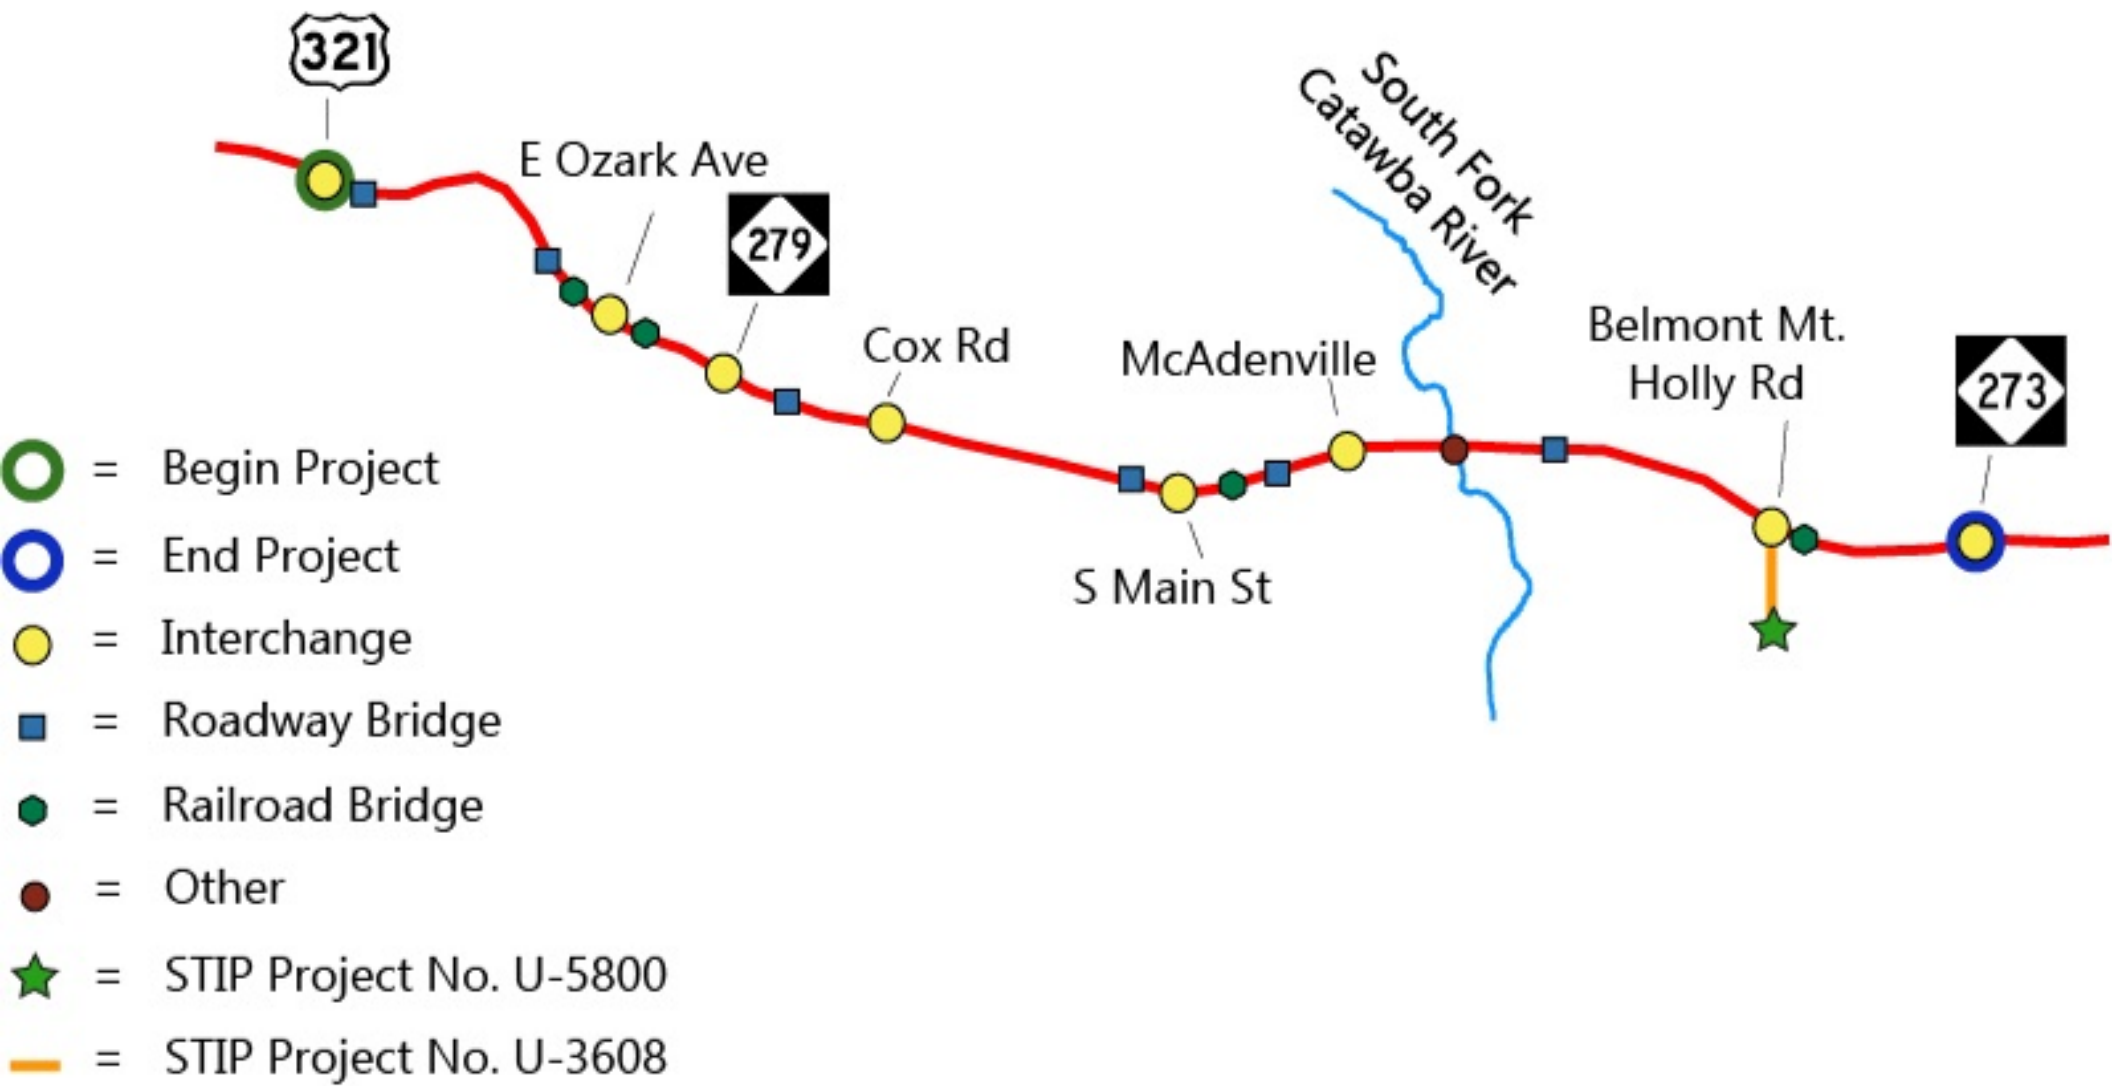 321
E Ozark Ave
279
Cox Rd
McAdenville
South Fork
Catawba River
Belmont Mt.
Holly Rd
273
S Main St
= Begin Project
= End Project
= Interchange
= Roadway Bridge
= Railroad Bridge
= Other
= STIP Project No. U-5800
= STIP Project No. U-3608